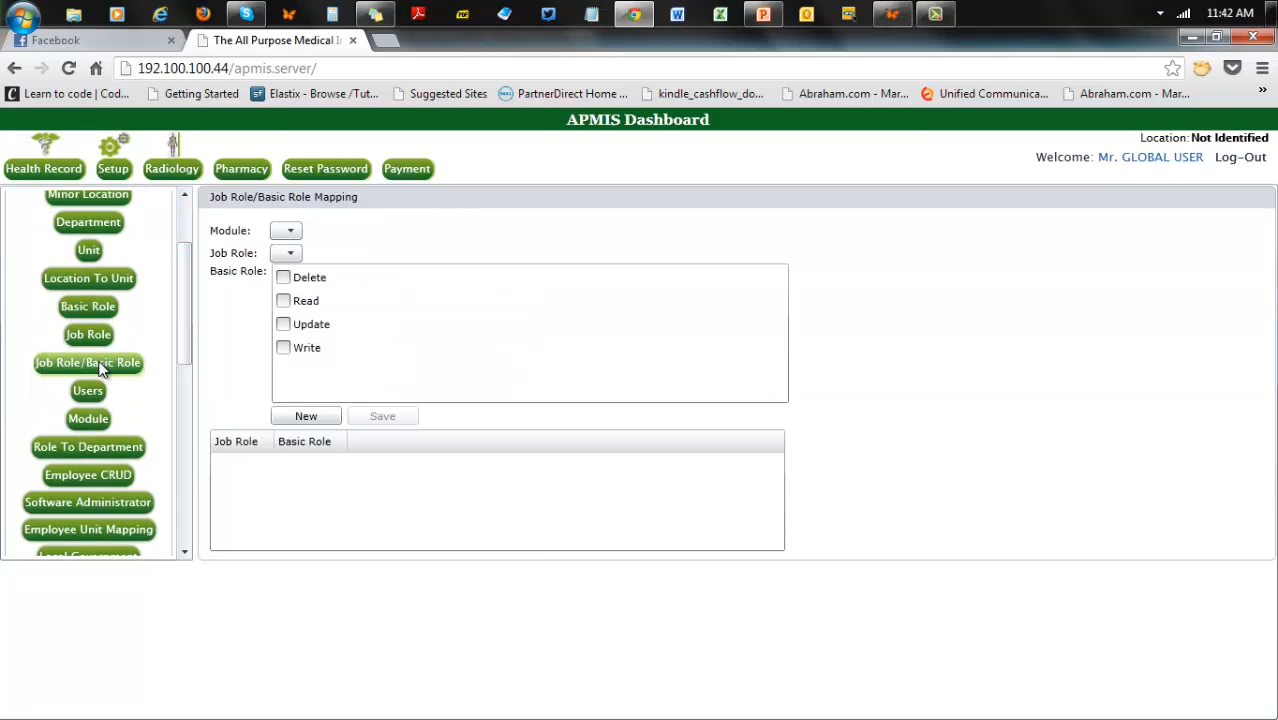 11:42 AM
Facebook
The All Purpose Medical I
192.100.100.44/apmis.server/
Learn to code | Cod...
Getting Started
Elastix - Browse /Tut...
Suggested Sites
PartnerDirect Home ...
kindle_cashflow_do...
Abraham.com - Mar...
Unified Communica...
Abraham.com - Mar...
APMIS Dashboard
Location: Not Identified
Welcome: Mr. GLOBAL USER Log-Out
Health Record
Setup
Radiology
Pharmacy
Reset Password
Payment
Minor Location
Department
Unit
Location To Unit
Basic Role
Job Role
Job Role/Basic Role
Users
Module
Role To Department
Employee CRUD
Software Administrator
Employee Unit Mapping
Local Government
Job Role/Basic Role Mapping
Module:
Job Role:
Basic Role:
Delete
Read
Update
Write
New
Save
Job Role
Basic Role